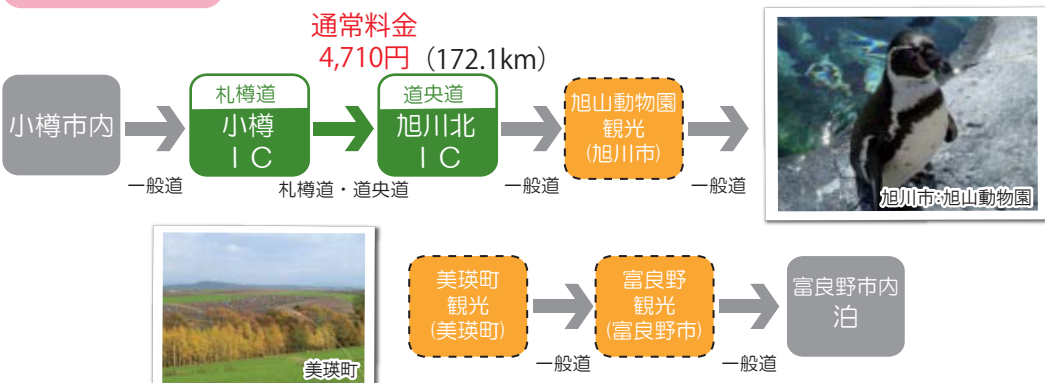 通常料金
4,710円（172.1km）
小樽市内
一般道
札樽道
小樽
ＩＣ
札樽道・道央道
道央道
旭川北
ＩＣ
一般道
旭山動物園
観光
(旭川市)
一般道
旭川市：旭山動物園
美瑛町
美瑛町
観光
(美瑛町)
一般道
富良野
観光
(富良野市)
一般道
富良野市内
泊